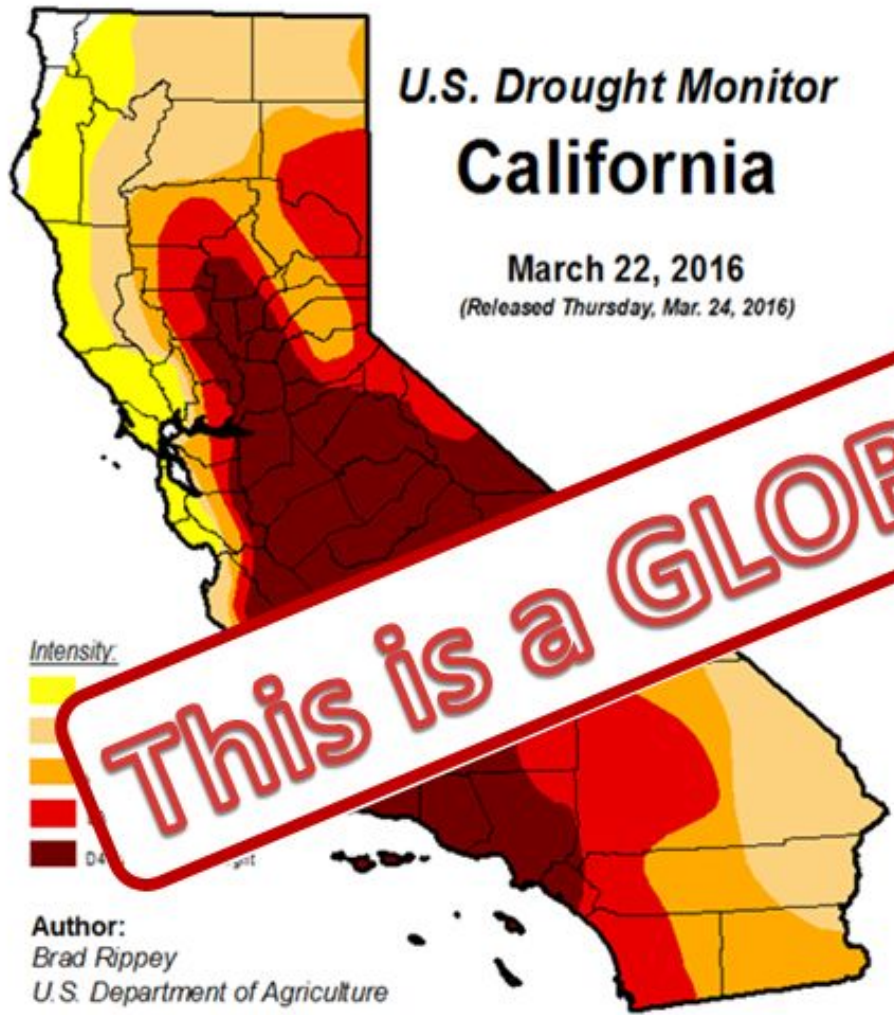 U.S. Drought Monitor
California
March 22, 2016
(Released Thursday, Mar. 24, 2016)
This is a
Intensity:
D4
Author:
Brad Rippey
U.S. Department of Agriculture